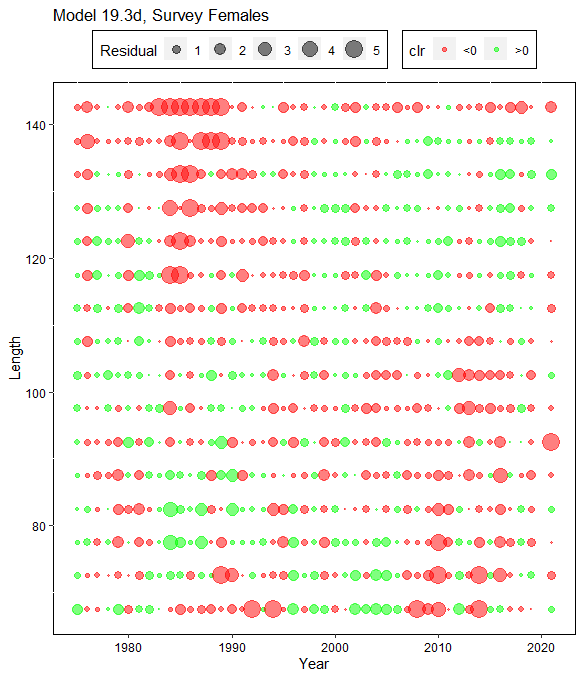 Model 19.3d, Survey Females
Residual 1 2 3 4 5 clr <0 >0
140
120
100
80
Length
1980 1990 2000 2010 2020
Year